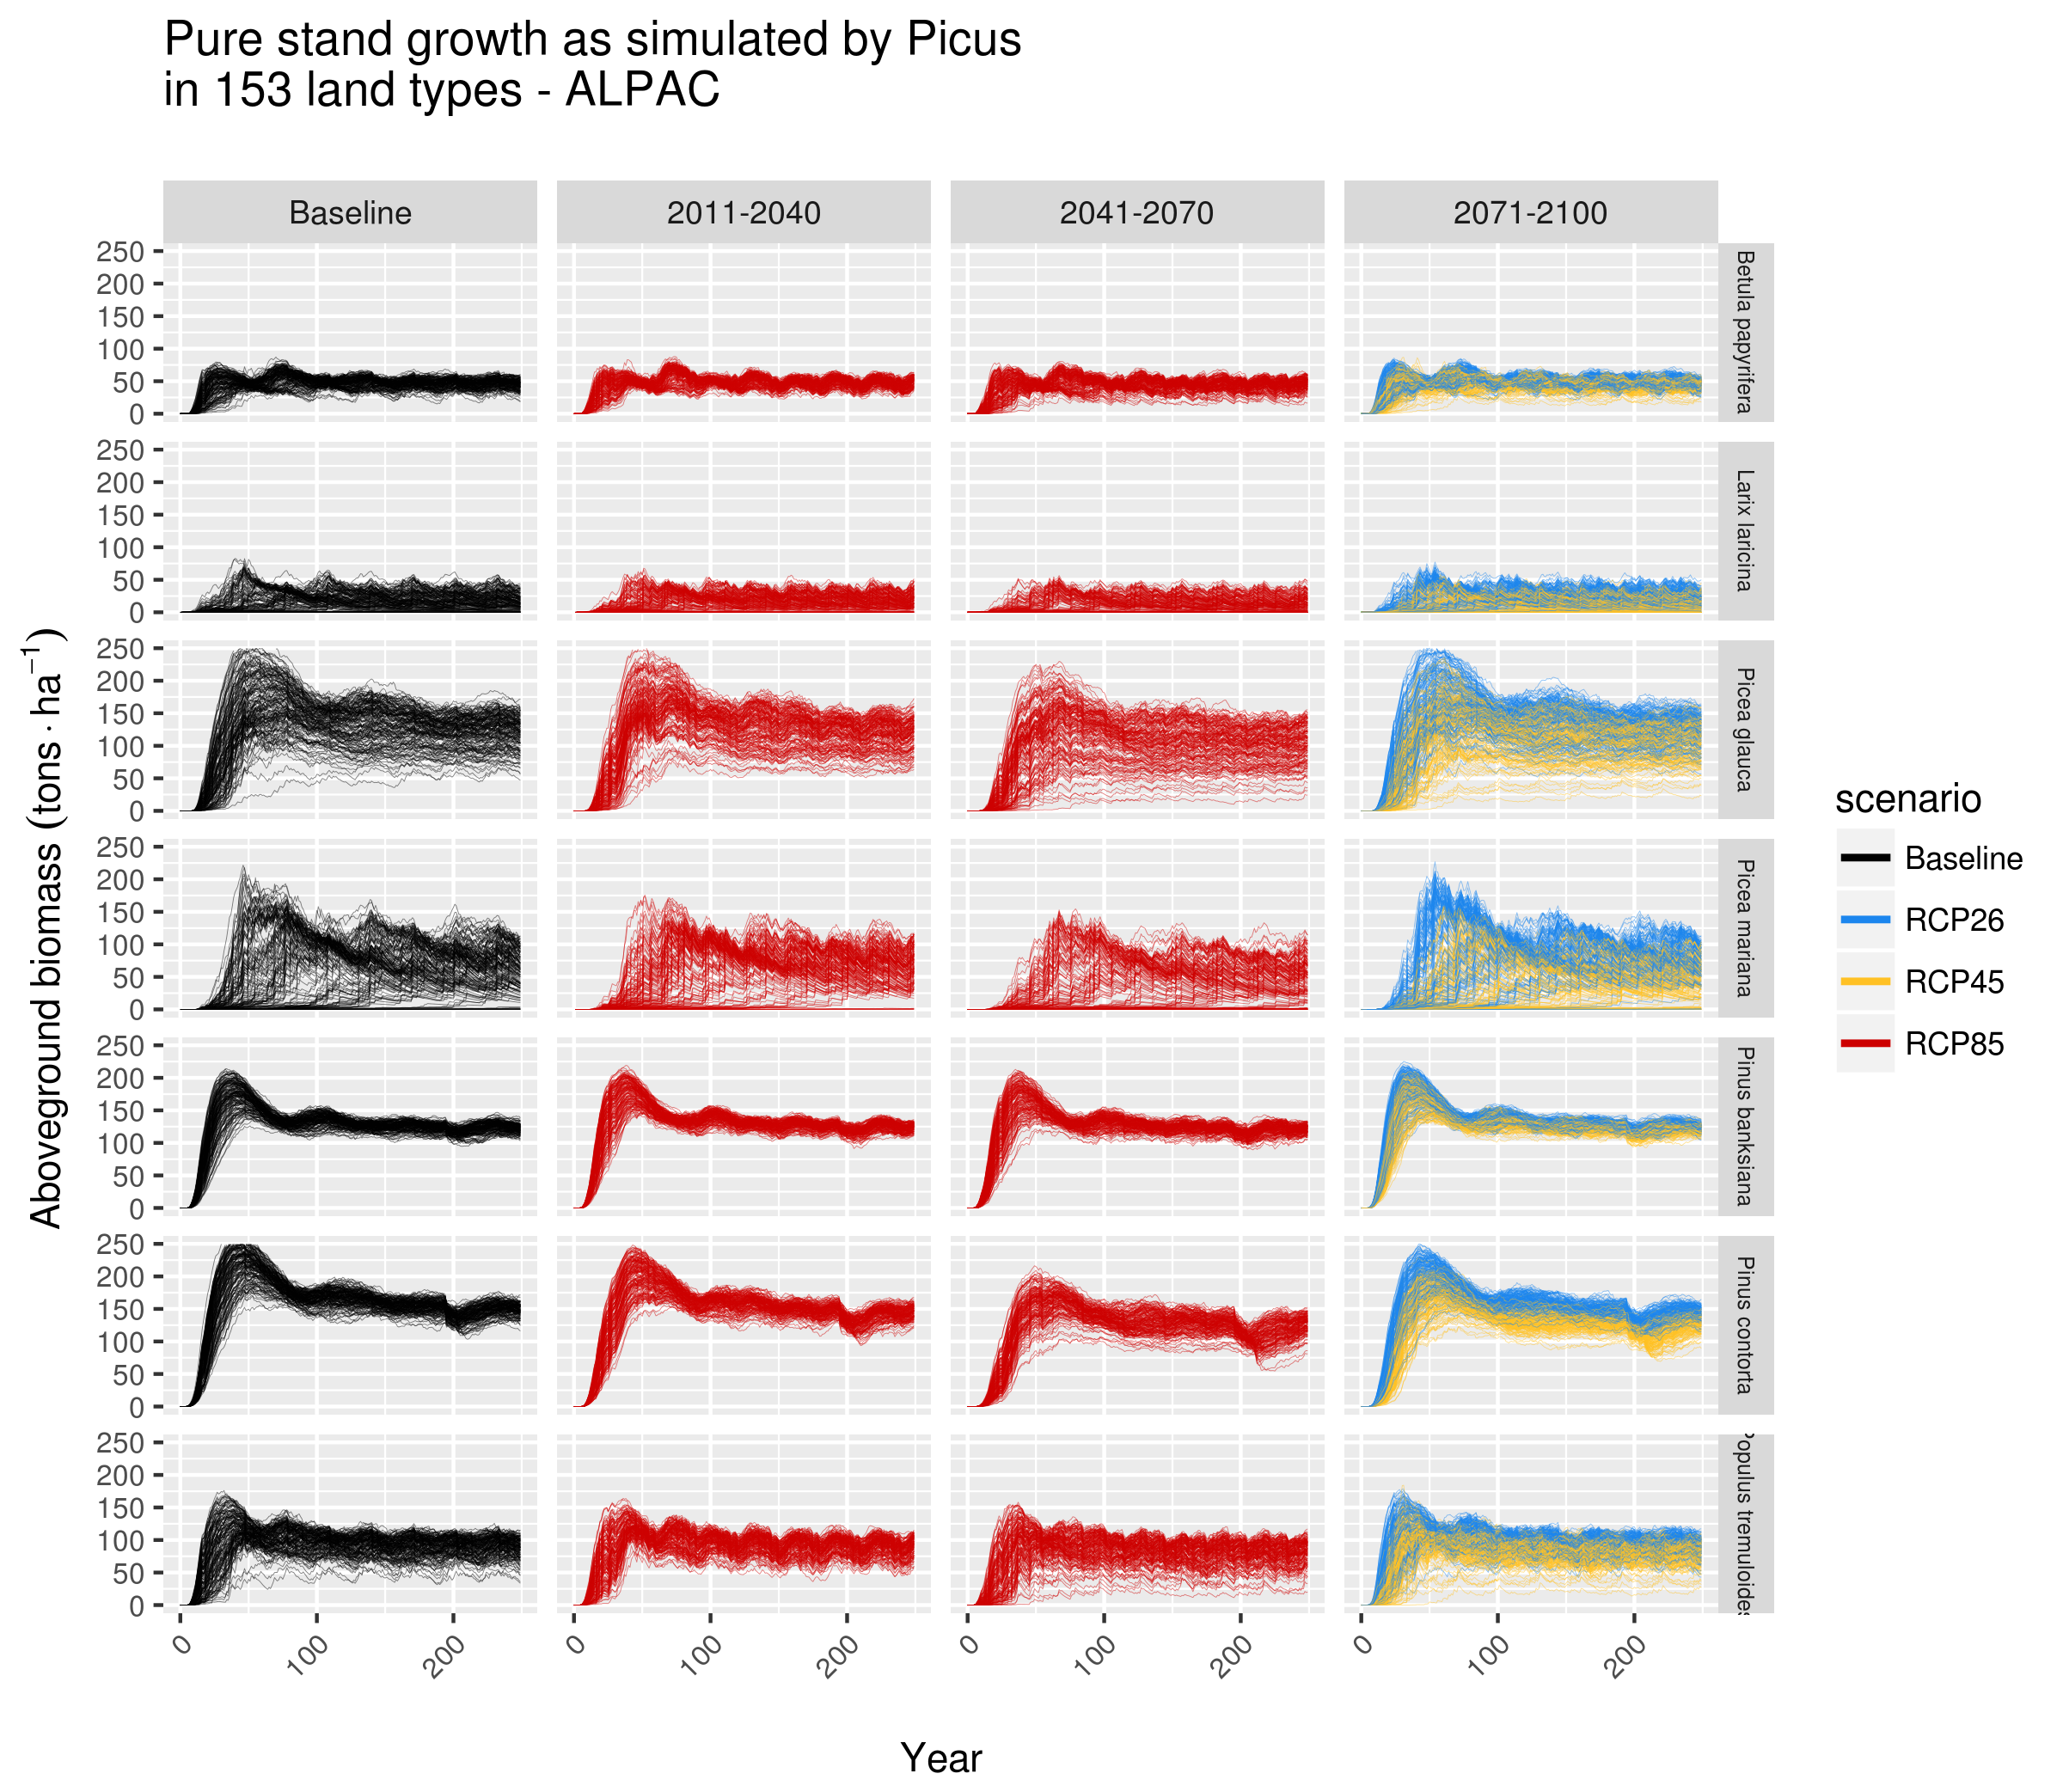 Pure stand growth as simulated by Picus
in 153 land types - ALPAC
Baseline
2011-2040
2041-2070
2071-2100
250
200
150
100
50
0
Betula papyrifera
250
200
150
100
50
0
Larix laricina
250
200
150
100
50
0
Picea glauca
250
200
150
100
50
0
Picea mariana
250
200
150
100
50
0
Pinus banksiana
250
200
150
100
50
0
Pinus contorta
250
200
150
100
50
0
Populus tremuloides
Aboveground biomass (tons · ha⁻¹)
0 100 200
0 100 200
0 100 200
0 100 200
Year
scenario
Baseline
RCP26
RCP45
RCP85